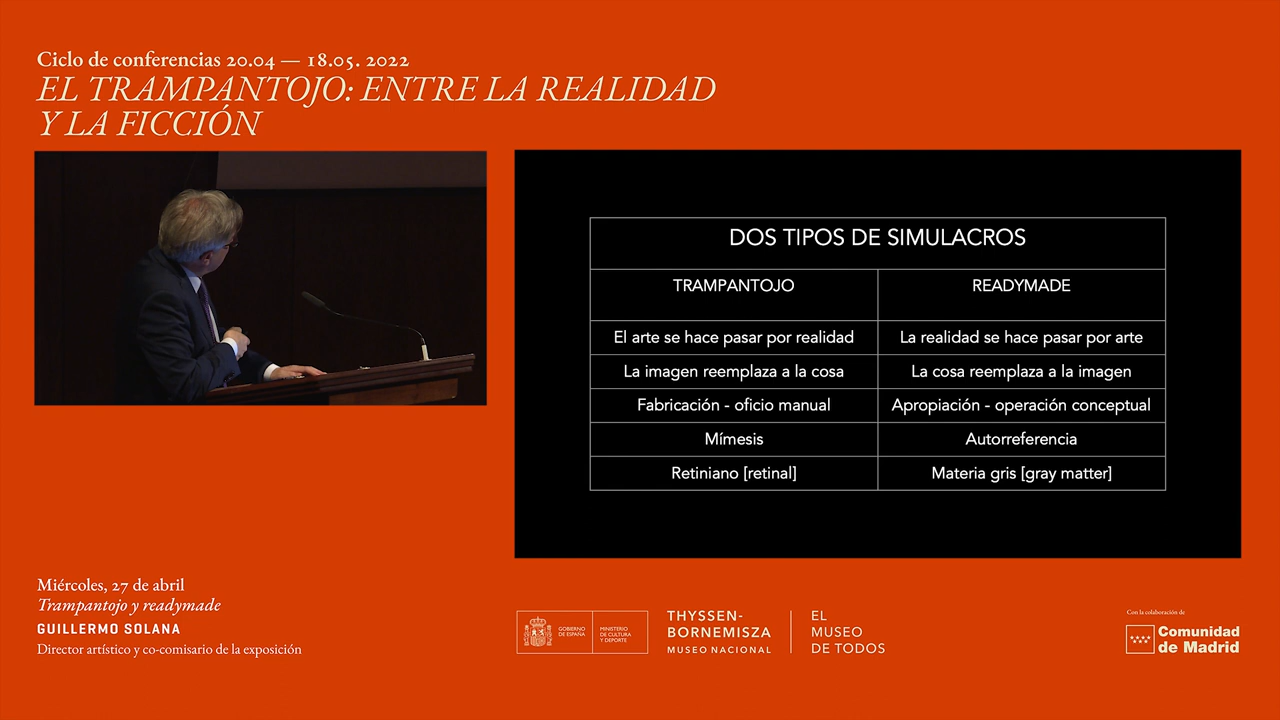 Ciclo de conferencias 20.04 — 18.05. 2022
EL TRAMPANTOJO: ENTRE LA REALIDAD
Y LA FICCIÓN
DOS TIPOS DE SIMULACROS
TRAMPANTOJO
READYMADE
El arte se hace pasar por realidad
La realidad se hace pasar por arte
La imagen reemplaza a la cosa
La cosa reemplaza a la imagen
Fabricación - oficio manual
Apropiación - operación conceptual
Mímesis
Autorreferencia
Retiniano [retinal]
Materia gris [gray matter]
Miércoles, 27 de abril
Trampantojo y readymade
GUILLERMO SOLANA
Director artístico y co-comisario de la exposición
GOBIERNO
DE ESPAÑA
MINISTERIO
DE CULTURA
Y DEPORTE
THYSSEN-
BORNEMISZA
MUSEO NACIONAL
EL
MUSEO
DE TODOS
Con la colaboración de
Comunidad
de Madrid